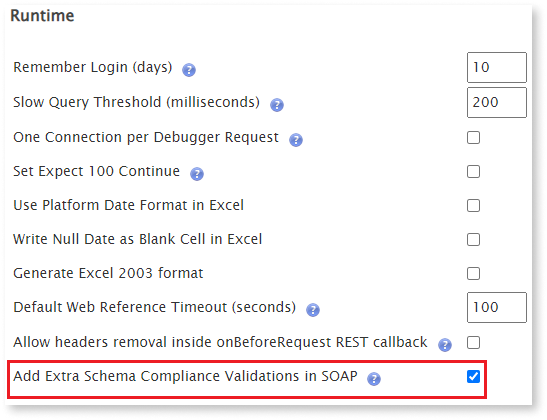 Runtime
Remember Login (days) ? 10
Slow Query Threshold (milliseconds) ? 200
One Connection per Debugger Request ?
Set Expect 100 Continue ?
Use Platform Date Format in Excel
Write Null Date as Blank Cell in Excel
Generate Excel 2003 format
Default Web Reference Timeout (seconds) ? 100
Allow headers removal inside onBeforeRequest REST callback ?
Add Extra Schema Compliance Validations in SOAP ?